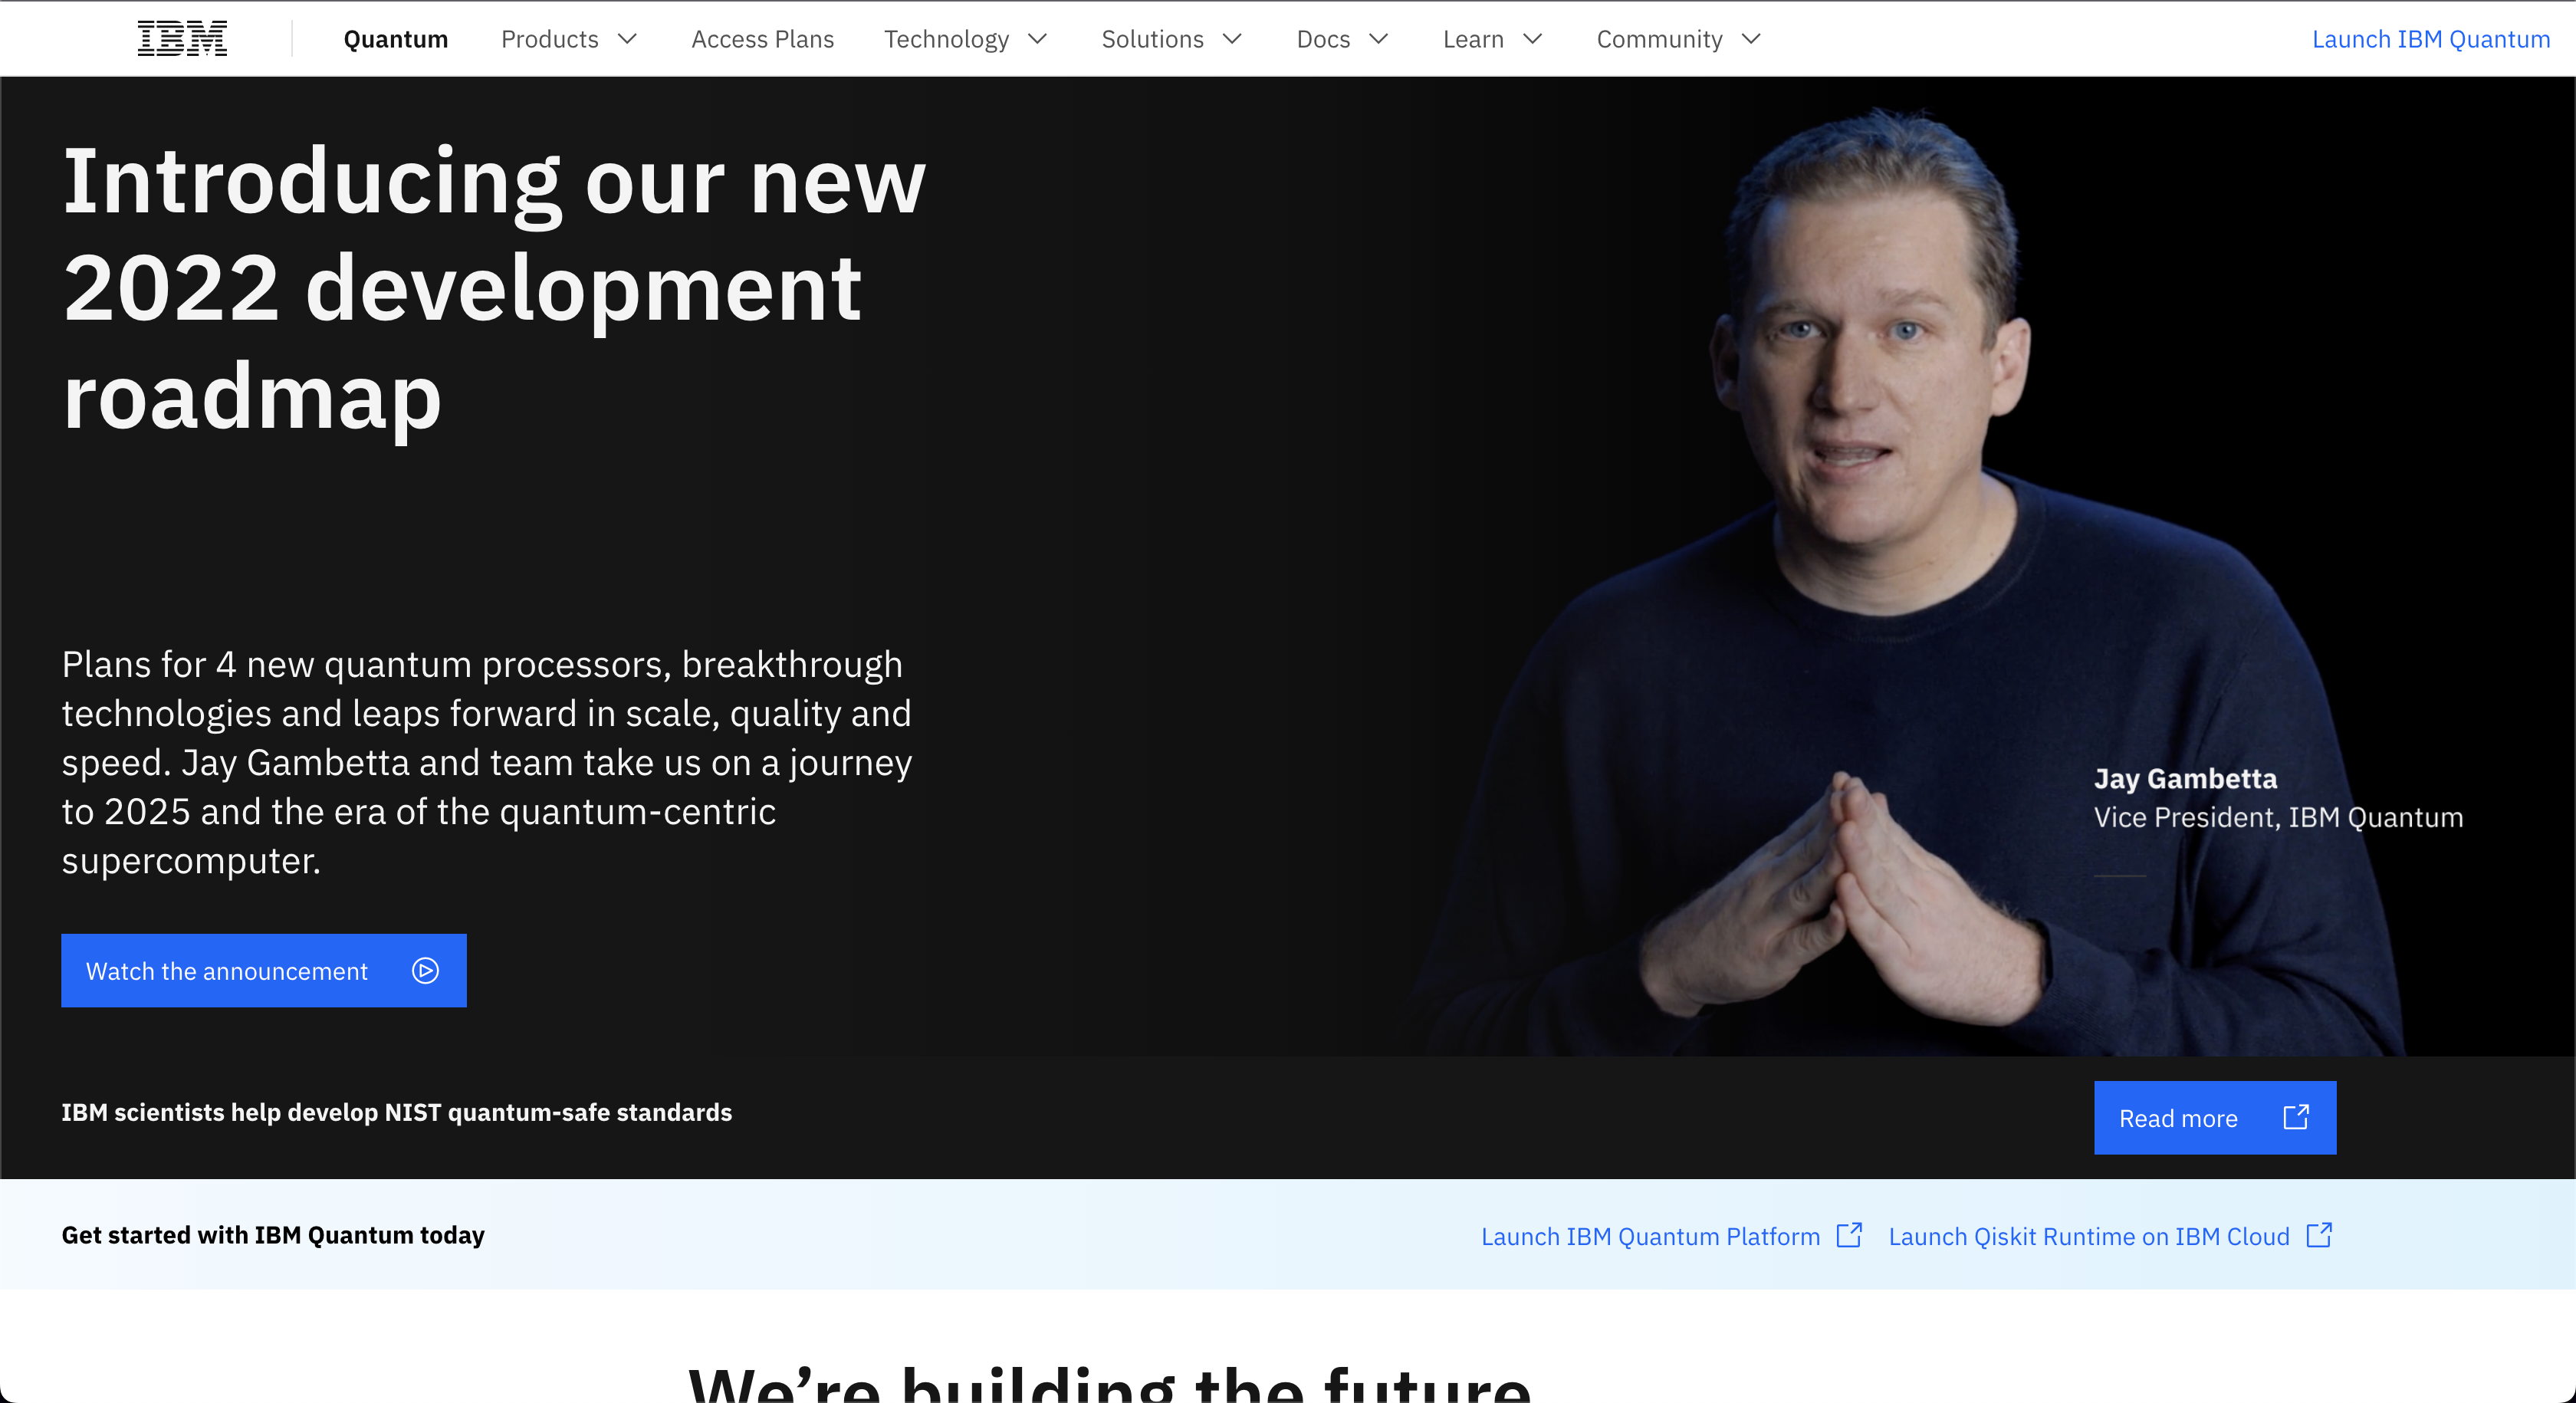 IBM
Quantum
Products
Access Plans
Technology
Solutions
Docs
Learn
Community
Launch IBM Quantum
Introducing our new
2022 development
roadmap
Plans for 4 new quantum processors, breakthrough
technologies and leaps forward in scale, quality and
speed. Jay Gambetta and team take us on a journey
to 2025 and the era of the quantum-centric
supercomputer.
Watch the announcement
Jay Gambetta
Vice President, IBM Quantum
IBM scientists help develop NIST quantum-safe standards
Read more
Get started with IBM Quantum today
Launch IBM Quantum Platform
Launch Qiskit Runtime on IBM Cloud
We’re building the future